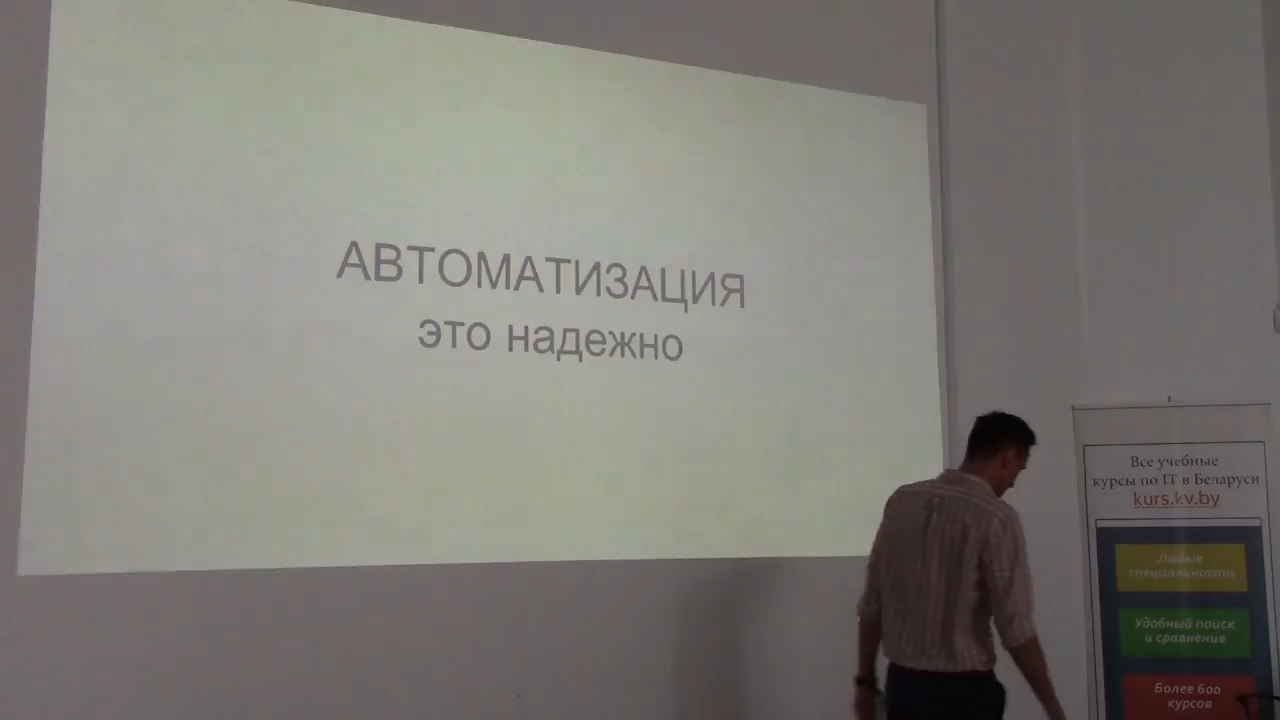 АВТОМАТИЗАЦИЯ
это надежно
Все учебные
курсы по IT в Беларуси
kurs.kv.by
Любые
специальности
Удобный поиск
и сравнение
Более 600
курсов